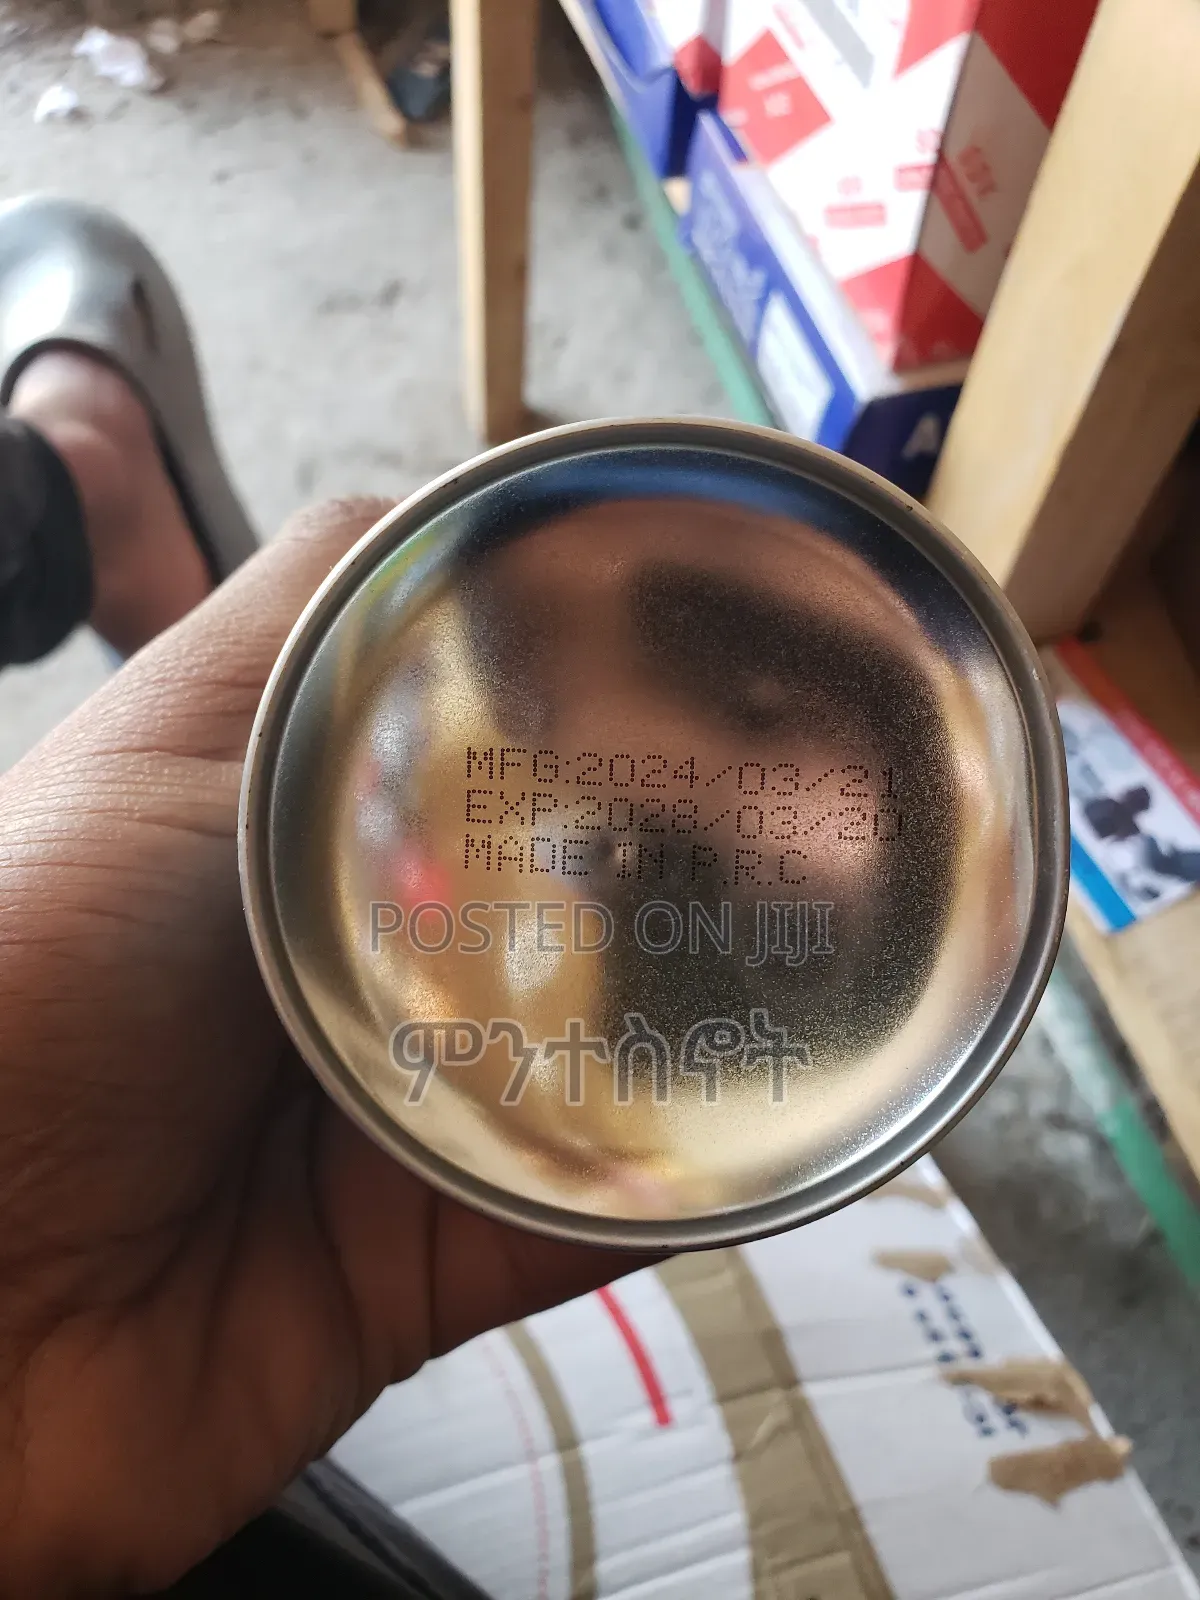 MFG:2024/03/21
EXP:2028/03/20
MADE IN P.R.C
POSTED ON JIJI
ምንተስኖት